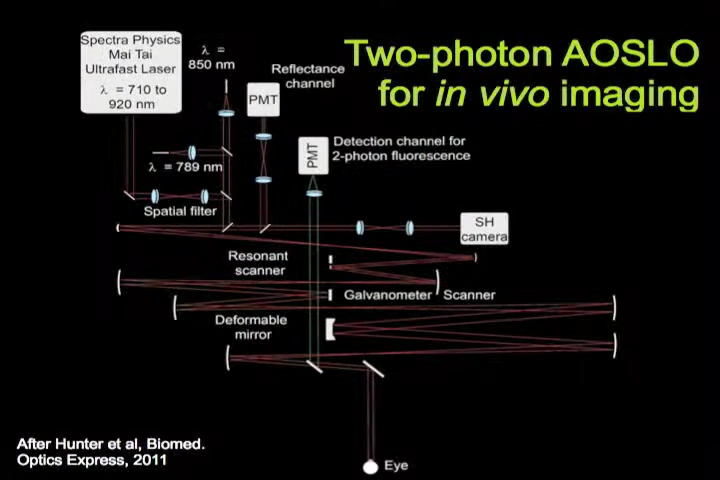 Two-photon AOSLO
for in vivo imaging
Spectra Physics
Mai Tai
Ultrafast Laser
λ = 710 to
920 nm
λ =
850 nm
Reflectance
channel
PMT
Detection channel for
2-photon fluorescence
PMT
λ = 789 nm
Spatial filter
SH
camera
Resonant
scanner
Galvanometer Scanner
Deformable
mirror
After Hunter et al, Biomed.
Optics Express, 2011
Eye